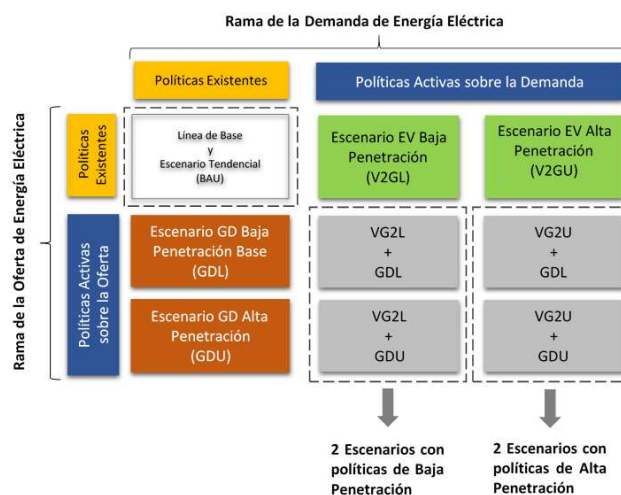 Rama de la Demanda de Energía Eléctrica
Políticas Existentes
Políticas Activas sobre la Demanda
Rama de la Oferta de Energía Eléctrica
Políticas
Existentes
Línea de Base
y
Escenario Tendencial
(BAU)
Escenario EV Baja
Penetración
(V2GL)
Escenario EV Alta
Penetración
(V2GU)
Políticas Activas
sobre la Oferta
Escenario GD Baja
Penetración Base
(GDL)
VG2L
+
GDL
VG2U
+
GDL
Escenario GD Alta
Penetración
(GDU)
VG2L
+
GDU
VG2U
+
GDU
2 Escenarios con
políticas de Baja
Penetración
2 Escenarios con
políticas de Alta
Penetración